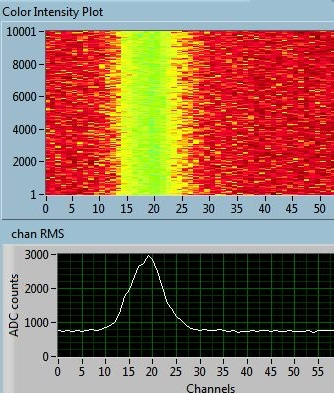 Color Intensity Plot
10001
8000
6000
4000
2000
1
0 5 10 15 20 25 30 35 40 45 50
chan RMS
3000
2000
1000
0
ADC counts
0 5 10 15 20 25 30 35 40 45 50 55
Channels